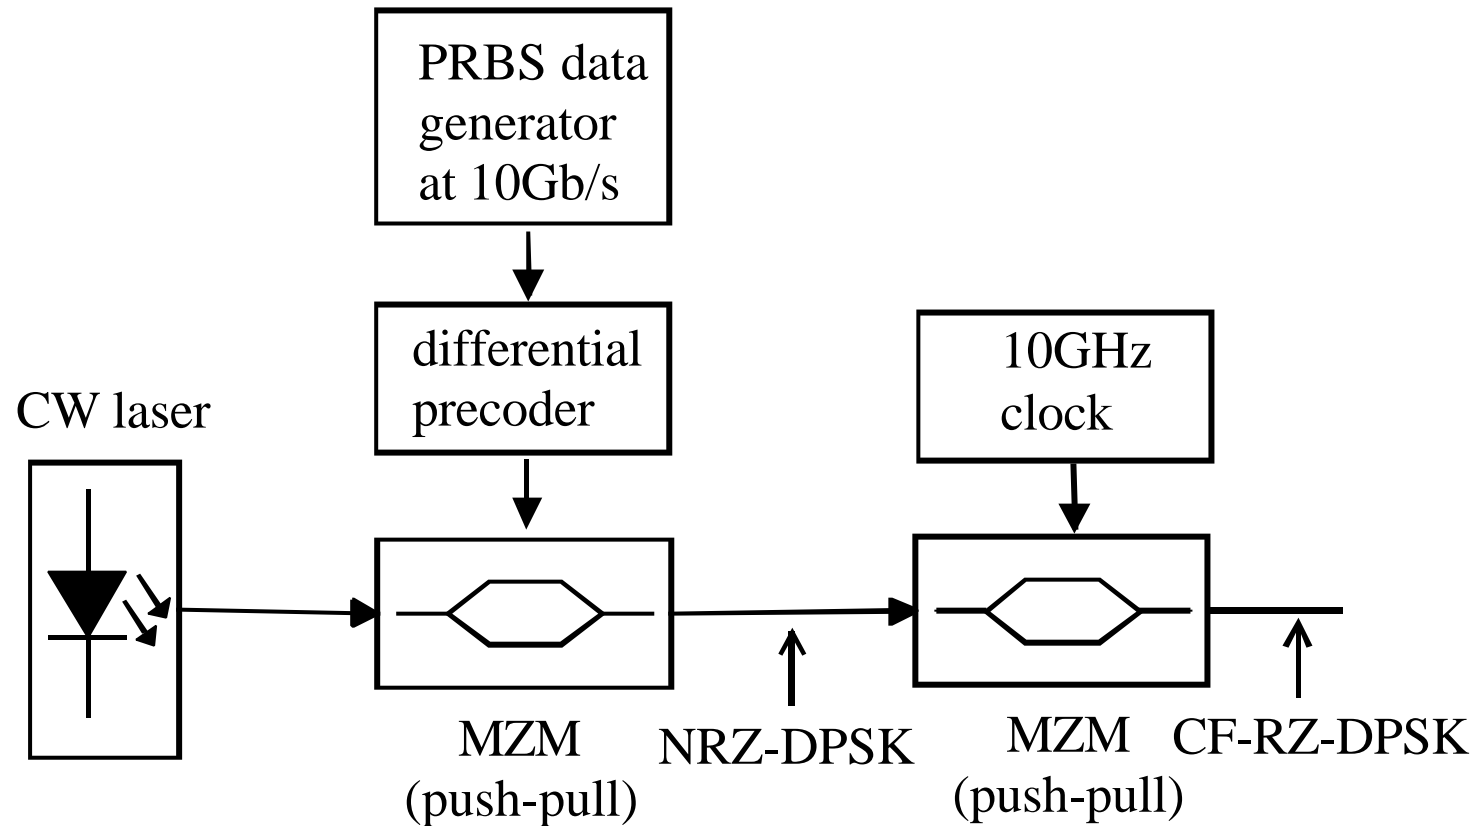 PRBS data
generator
at 10Gb/s
differential
precoder
10GHz
clock
CW laser
MZM
(push-pull)
NRZ-DPSK
MZM
(push-pull)
CF-RZ-DPSK